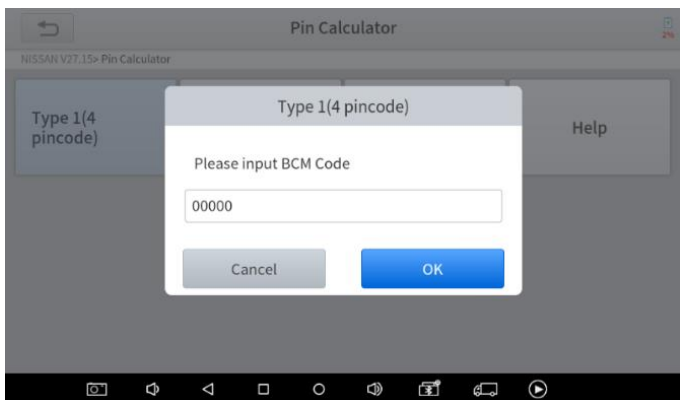 Pin Calculator
2%
NISSAN V27.15> Pin Calculator
Type 1(4
pincode)
Help
Type 1(4 pincode)
Please input BCM Code
00000
Cancel
OK